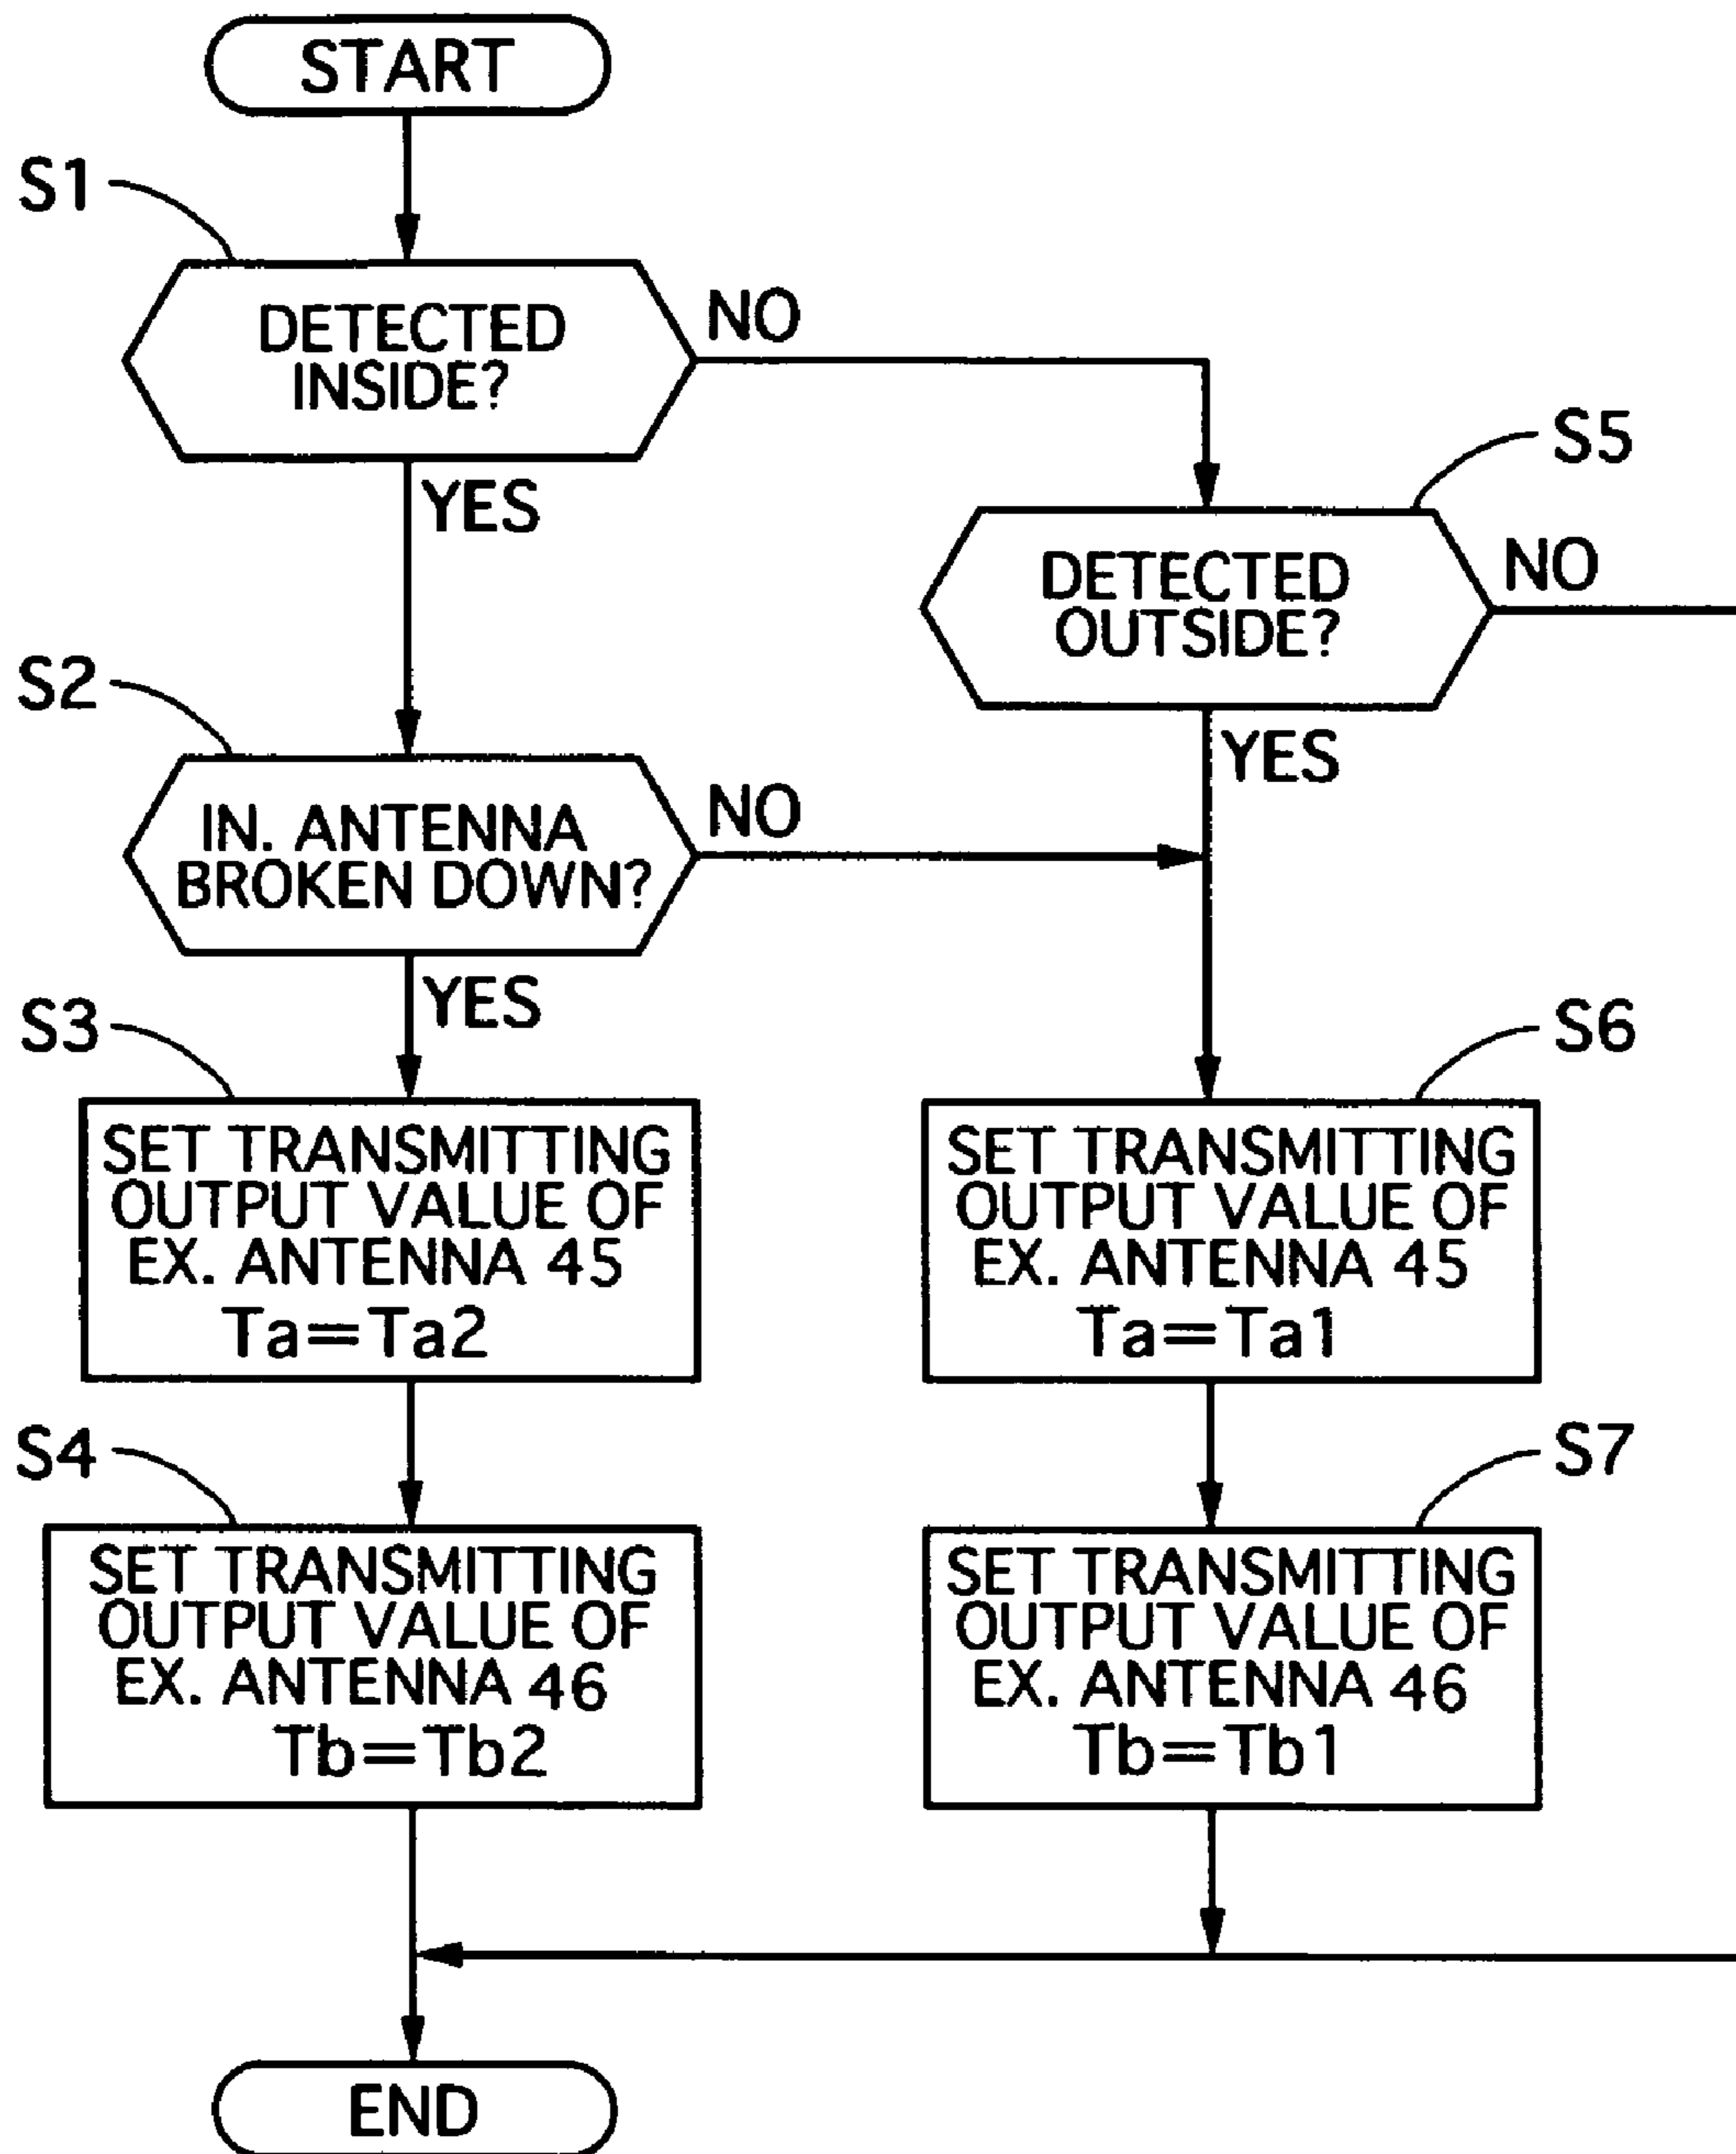 START
S1
DETECTED
INSIDE?
NO
YES
S5
DETECTED
OUTSIDE?
NO
YES
S2
IN. ANTENNA
BROKEN DOWN?
NO
YES
S3
SET TRANSMITTING
OUTPUT VALUE OF
EX. ANTENNA 45
Ta=Ta2
S6
SET TRANSMITTING
OUTPUT VALUE OF
EX. ANTENNA 45
Ta=Ta1
S4
SET TRANSMITTING
OUTPUT VALUE OF
EX. ANTENNA 46
Tb=Tb2
S7
SET TRANSMITTING
OUTPUT VALUE OF
EX. ANTENNA 46
Tb=Tb1
END